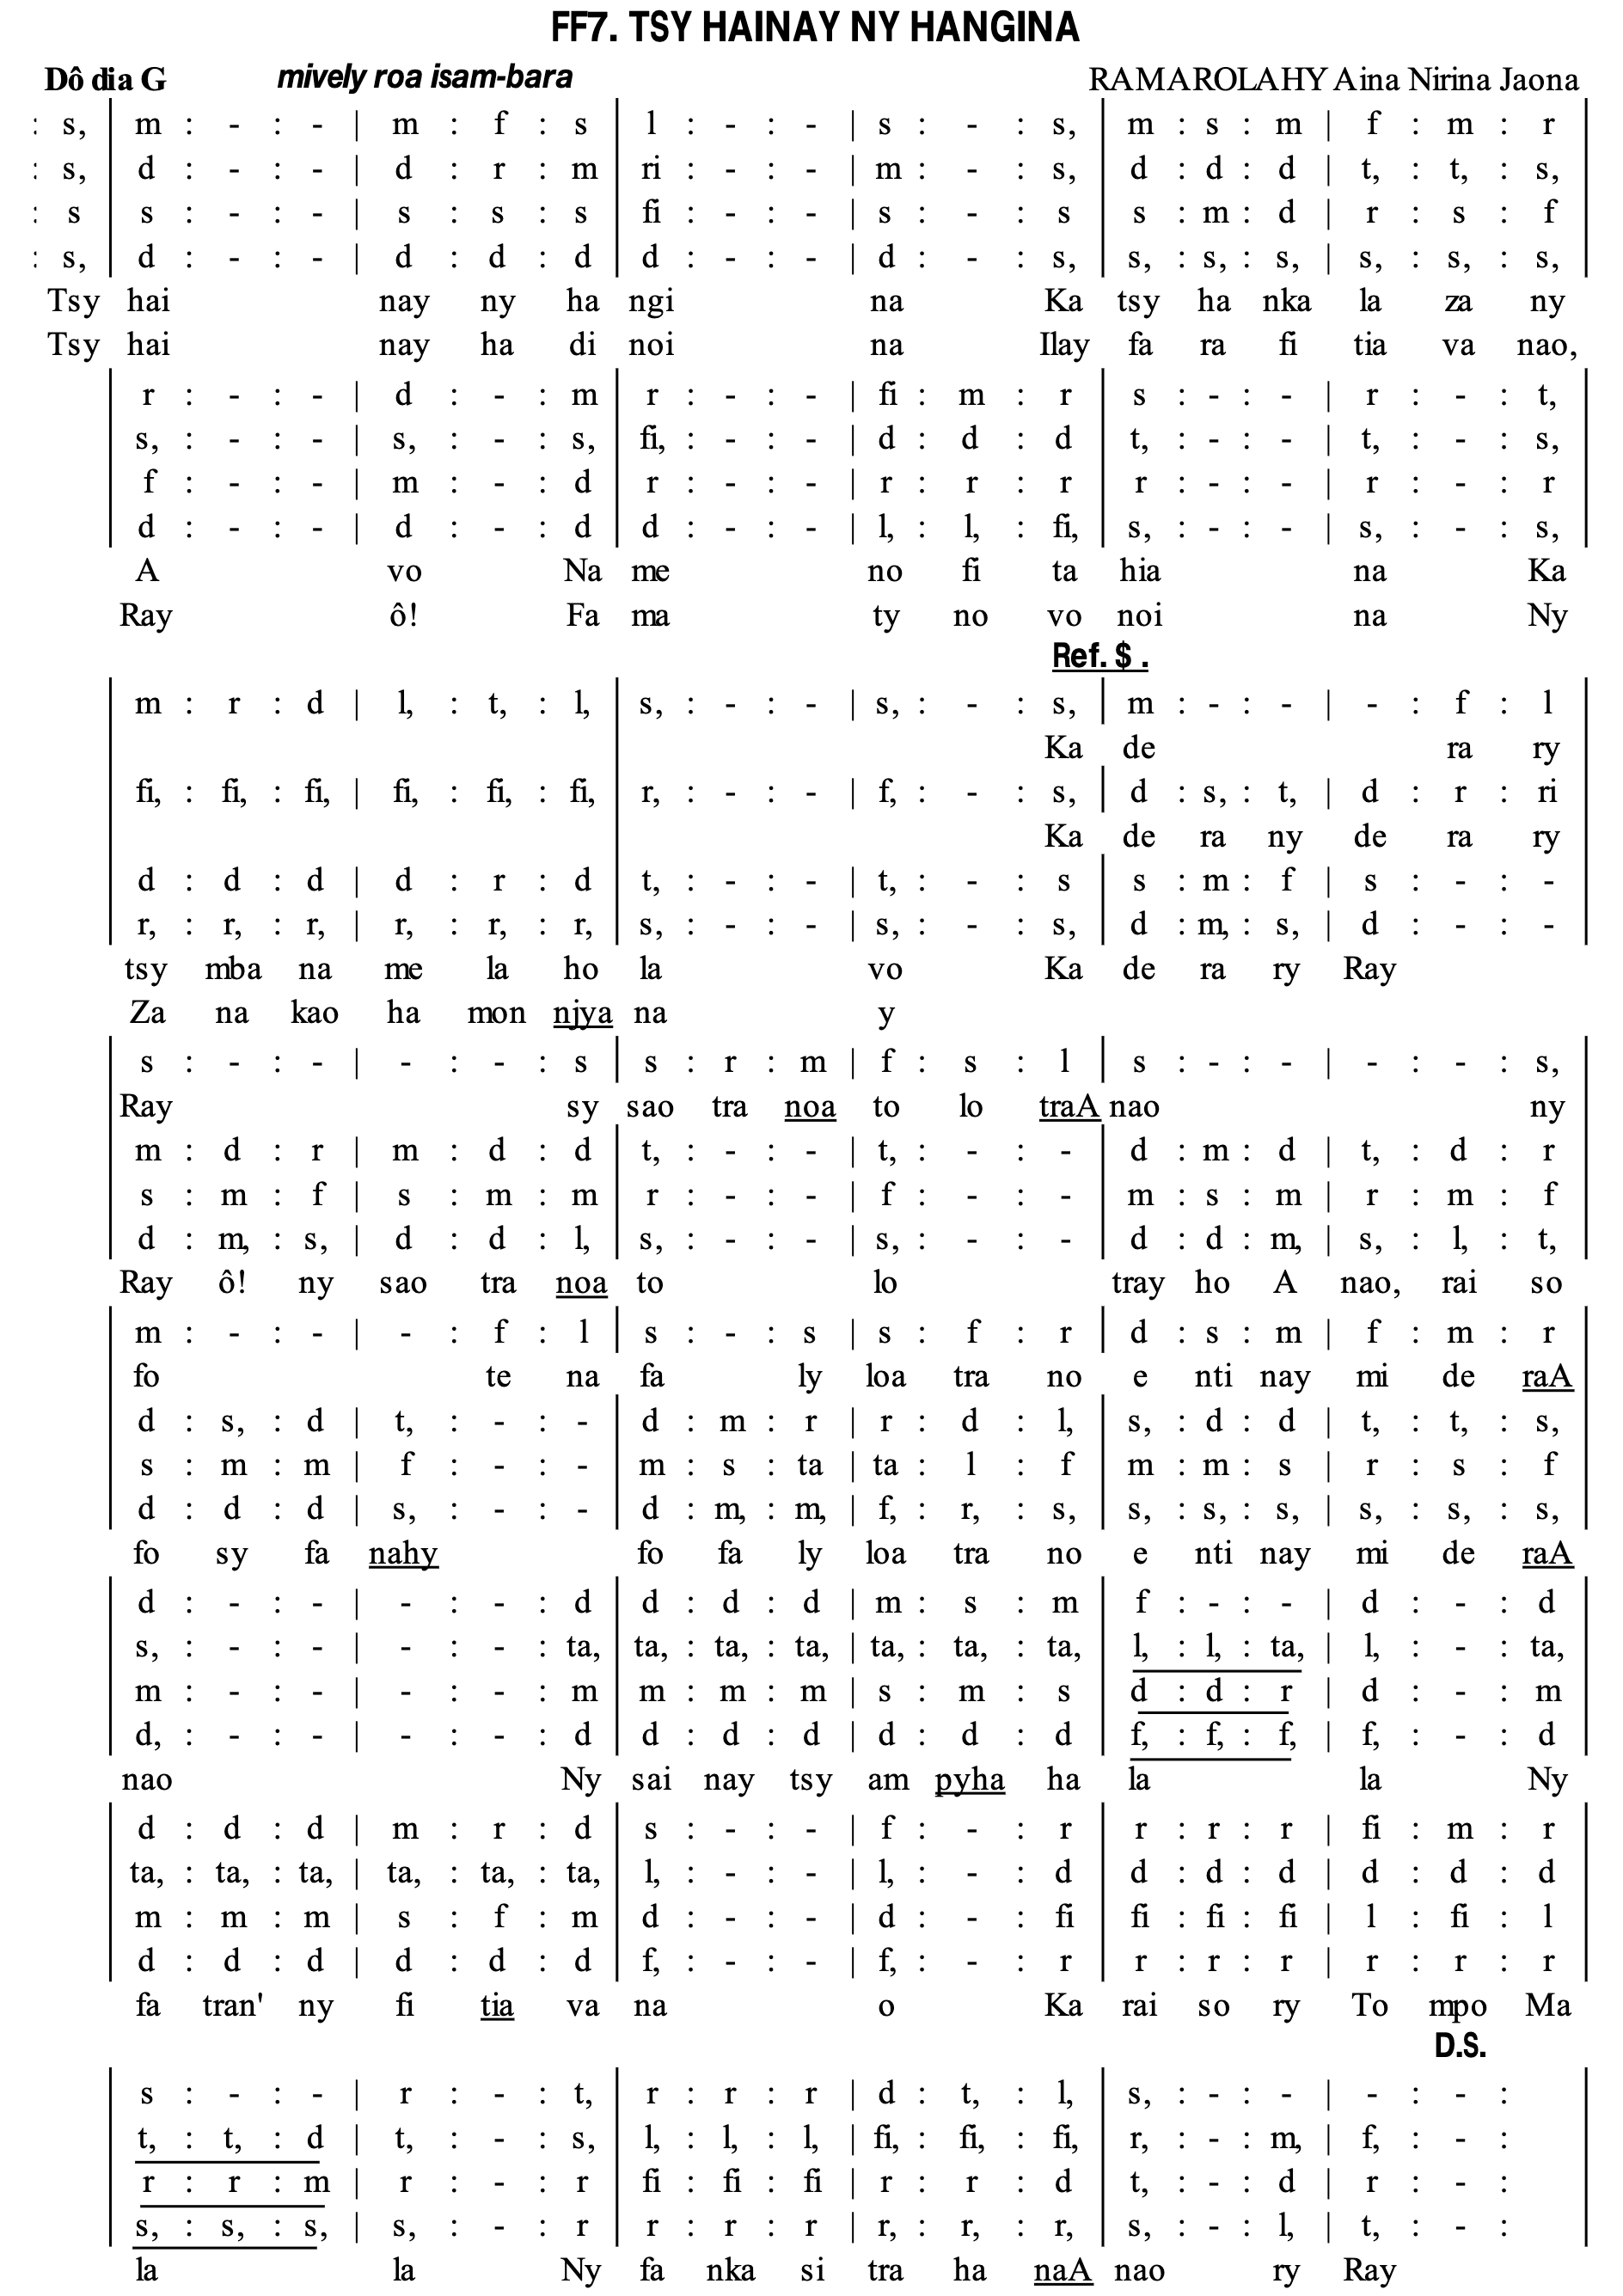 FF7. TSY HAINAY NY HANGINA
Dô dia G mively roa isam-bara RAMAROLAHY Aina Nirina Jaona
: s, | m : - : - | m : f : s | l : - : - | s : - : s, | m : s : m | f : m : r |
: s, | d : - : - | d : r : m | ri : - : - | m : - : s, | d : d : d | t, : t, : s, |
: s | s : - : - | s : s : s | fi : - : - | s : - : s | s : m : d | r : s : f |
: s, | d : - : - | d : d : d | d : - : - | d : - : s, | s, : s, : s, | s, : s, : s, |
Tsy hai nay ny ha ngi na Ka tsy ha nka la za ny
Tsy hai nay ha di noi na Ilay fa ra fi tia va nao,
| r : - : - | d : - : m | r : - : - | fi : m : r | s : - : - | r : - : t, |
| s, : - : - | s, : - : s, | fi, : - : - | d : d : d | t, : - : - | t, : - : s, |
| f : - : - | m : - : d | r : - : - | r : r : r | r : - : - | r : - : r |
| d : - : - | d : - : d | d : - : - | l, : l, : fi, | s, : - : - | s, : - : s, |
A vo Na me no fi ta hia na Ka
Ray ô! Fa ma ty no vo noi na Ny
Ref. $ .
| m : r : d | l, : t, : l, | s, : - : - | s, : - : s, | m : - : - | - : f : l |
Ka de ra ry
| fi, : fi, : fi, | fi, : fi, : fi, | r, : - : - | f, : - : s, | d : s, : t, | d : r : ri |
Ka de ra ny de ra ry
| d : d : d | d : r : d | t, : - : - | t, : - : s | s : m : f | s : - : - |
| r, : r, : r, | r, : r, : r, | s, : - : - | s, : - : s, | d : m, : s, | d : - : - |
tsy mba na me la ho la vo Ka de ra ry Ray
Za na kao ha mon njya na y
| s : - : - | - : - : s | s : r : m | f : s : l | s : - : - | - : - : s, |
Ray sy sao tra noa to lo traA nao ny
| m : d : r | m : d : d | t, : - : - | t, : - : - | d : m : d | t, : d : r |
| s : m : f | s : m : m | r : - : - | f : - : - | m : s : m | r : m : f |
| d : m, : s, | d : d : l, | s, : - : - | s, : - : - | d : d : m, | s, : l, : t, |
Ray ô! ny sao tra noa to lo tray ho A nao, rai so
| m : - : - | - : f : l | s : - : s | s : f : r | d : s : m | f : m : r |
fo te na fa ly loa tra no e nti nay mi de raA
| d : s, : d | t, : - : - | d : m : r | r : d : l, | s, : d : d | t, : t, : s, |
| s : m : m | f : - : - | m : s : ta | ta : l : f | m : m : s | r : s : f |
| d : d : d | s, : - : - | d : m, : m, | f, : r, : s, | s, : s, : s, | s, : s, : s, |
fo sy fa nahy fo fa ly loa tra no e nti nay mi de raA
| d : - : - | - : - : d | d : d : d | m : s : m | f : - : - | d : - : d |
| s, : - : - | - : - : ta, | ta, : ta, : ta, | ta, : ta, : ta, | l, : l, : ta, | l, : - : ta, |
| m : - : - | - : - : m | m : m : m | s : m : s | d : d : r | d : - : m |
| d, : - : - | - : - : d | d : d : d | d : d : d | f, : f, : f, | f, : - : d |
nao Ny sai nay tsy am pyha ha la la Ny
| d : d : d | m : r : d | s : - : - | f : - : r | r : r : r | fi : m : r |
| ta, : ta, : ta, | ta, : ta, : ta, | l, : - : - | l, : - : d | d : d : d | d : d : d |
| m : m : m | s : f : m | d : - : - | d : - : fi | fi : fi : fi | l : fi : l |
| d : d : d | d : d : d | f, : - : - | f, : - : r | r : r : r | r : r : r |
fa tran' ny fi tia va na o Ka rai so ry To mpo Ma
D.S.
| s : - : - | r : - : t, | r : r : r | d : t, : l, | s, : - : - | - : - : |
| t, : t, : d | t, : - : s, | l, : l, : l, | fi, : fi, : fi, | r, : - : m, | f, : - : |
| r : r : m | r : - : r | fi : fi : fi | r : r : d | t, : - : d | r : - : |
| s, : s, : s, | s, : - : r | r : r : r | r, : r, : r, | s, : - : l, | t, : - : |
la la Ny fa nka si tra ha naA nao ry Ray